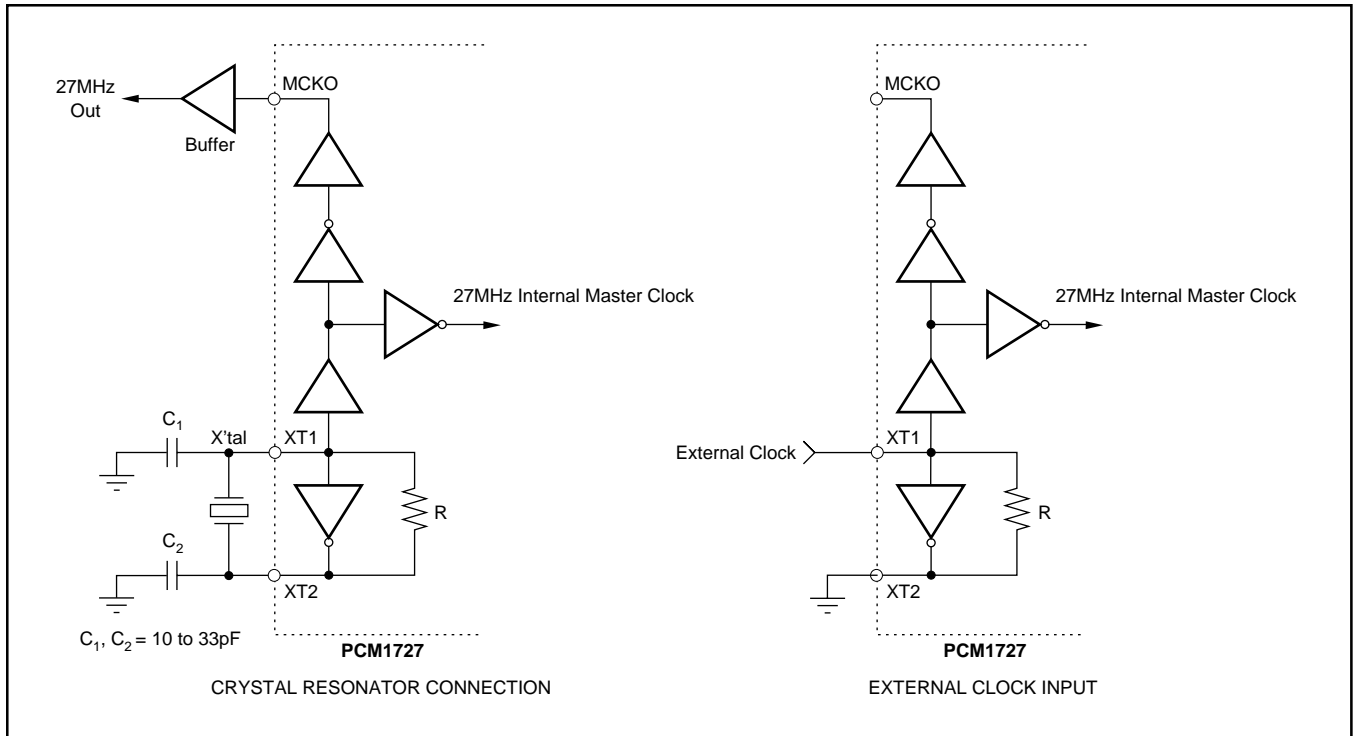 MCKO
27MHz
Out
Buffer
27MHz Internal Master Clock
C1
X'tal
XT1
R
C2
XT2
C1, C2 = 10 to 33pF
PCM1727
CRYSTAL RESONATOR CONNECTION
MCKO
27MHz Internal Master Clock
External Clock
XT1
R
XT2
PCM1727
EXTERNAL CLOCK INPUT